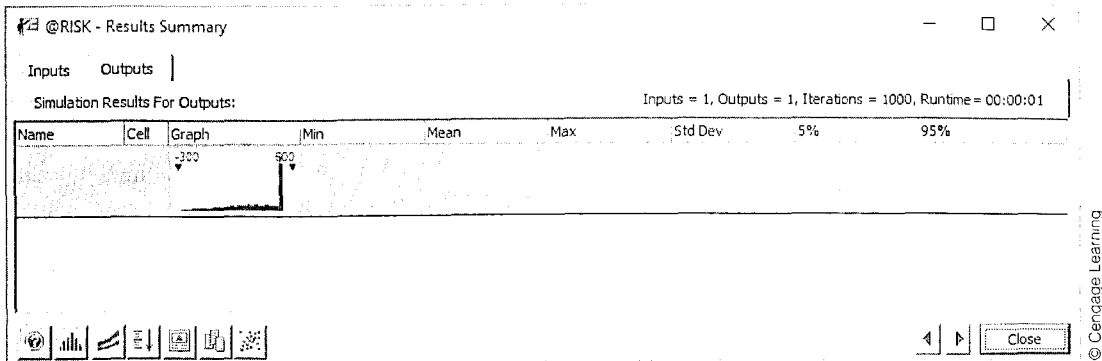 @RISK - Results Summary
Inputs Outputs
Simulation Results For Outputs:
Inputs = 1, Outputs = 1, Iterations = 1000, Runtime= 00:00:01
Name Cell Graph Min Mean Max Std Dev 5% 95%
-300 600
Close
© Cengage Learning